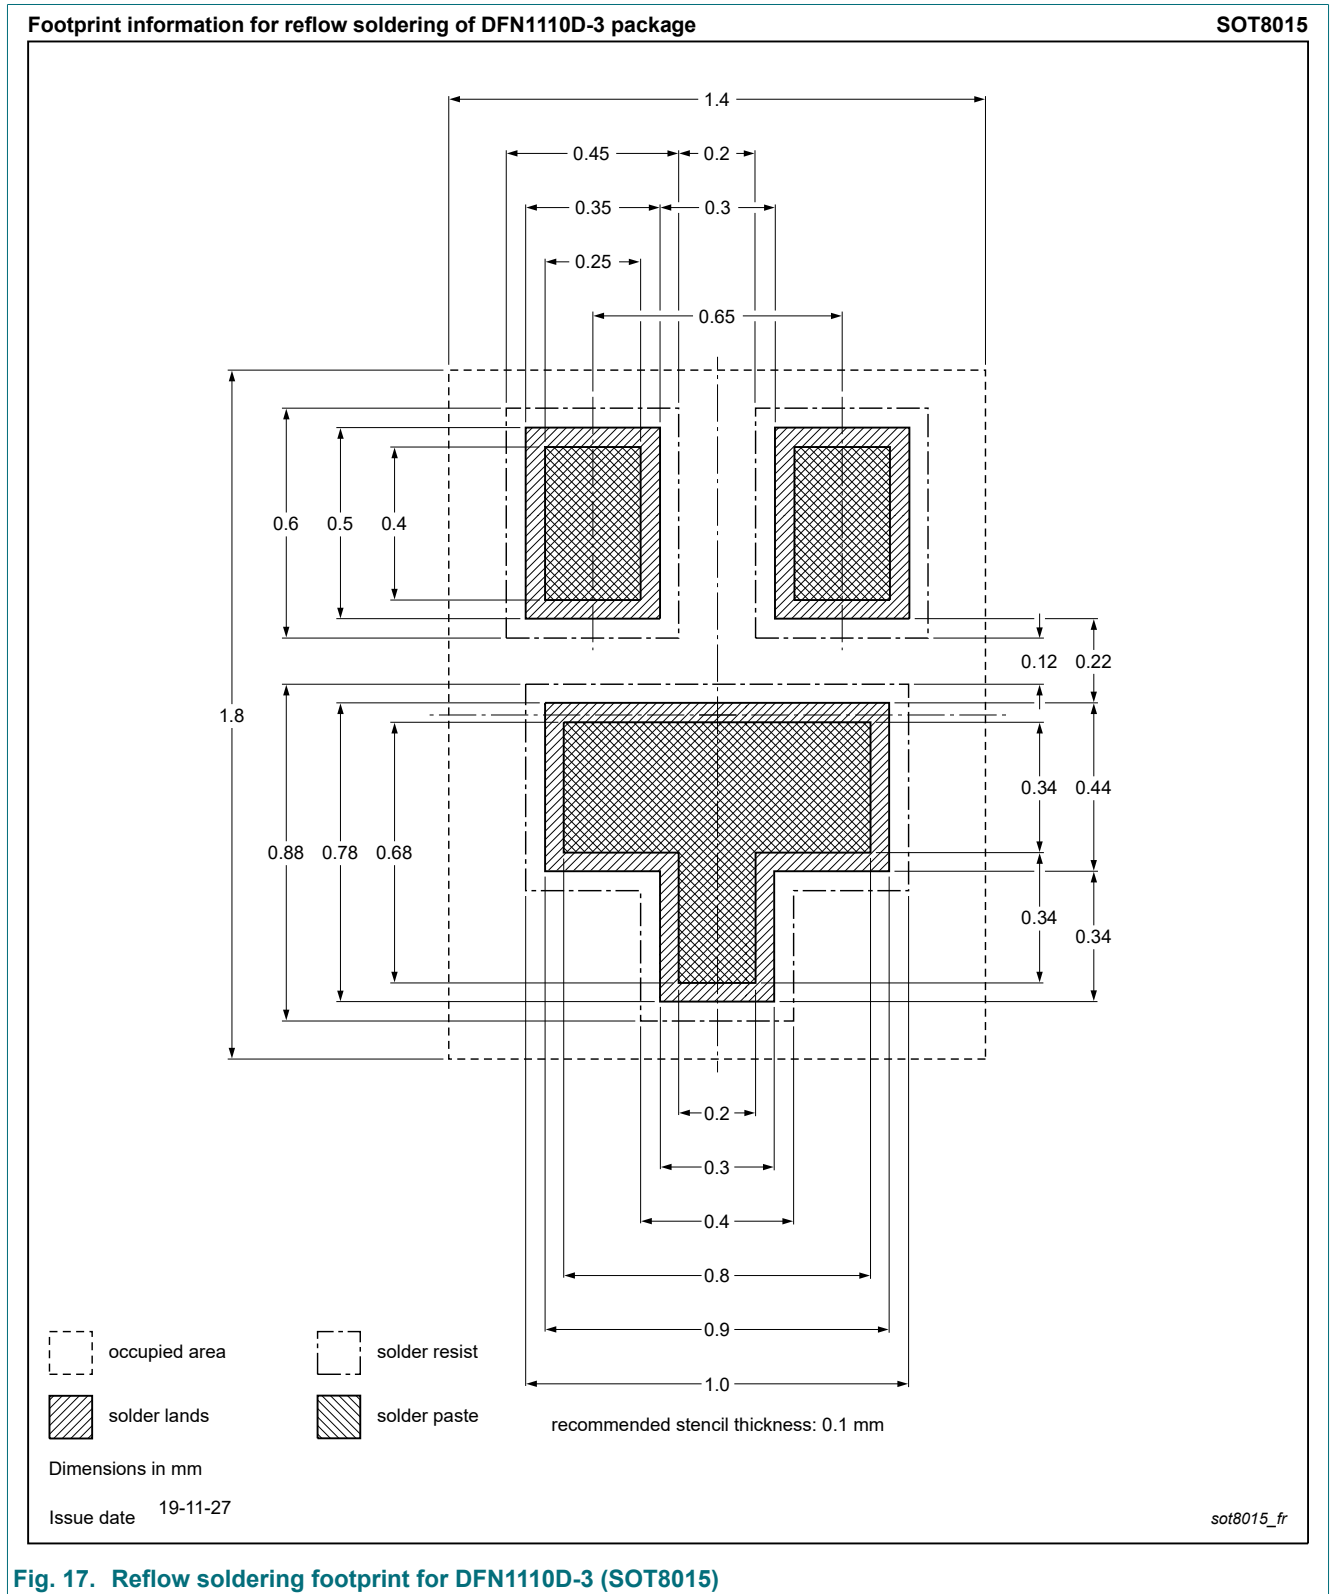 Footprint information for reflow soldering of DFN1110D-3 package SOT8015
1.4
0.45 0.2
0.35 0.3
0.25
0.65
0.6 0.5 0.4
0.12 0.22
1.8
0.34 0.44
0.88 0.78 0.68
0.34
0.34
0.2
0.3
0.4
0.8
0.9
1.0
occupied area solder resist
solder lands solder paste
recommended stencil thickness: 0.1 mm
Dimensions in mm
Issue date 19-11-27
sot8015_fr
Fig. 17. Reflow soldering footprint for DFN1110D-3 (SOT8015)